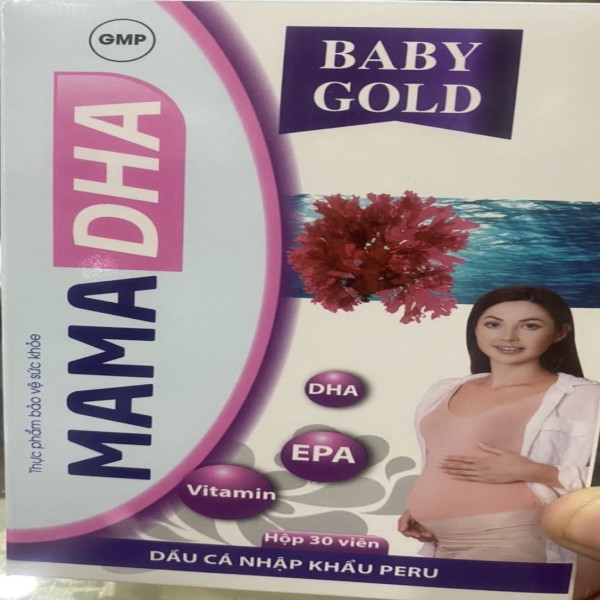 GMP
BABY
GOLD
MAMA DHA
Thực phẩm bảo vệ sức khỏe
DHA
EPA
Vitamin
Hộp 30 viên
DẦU CÁ NHẬP KHẨU PERU